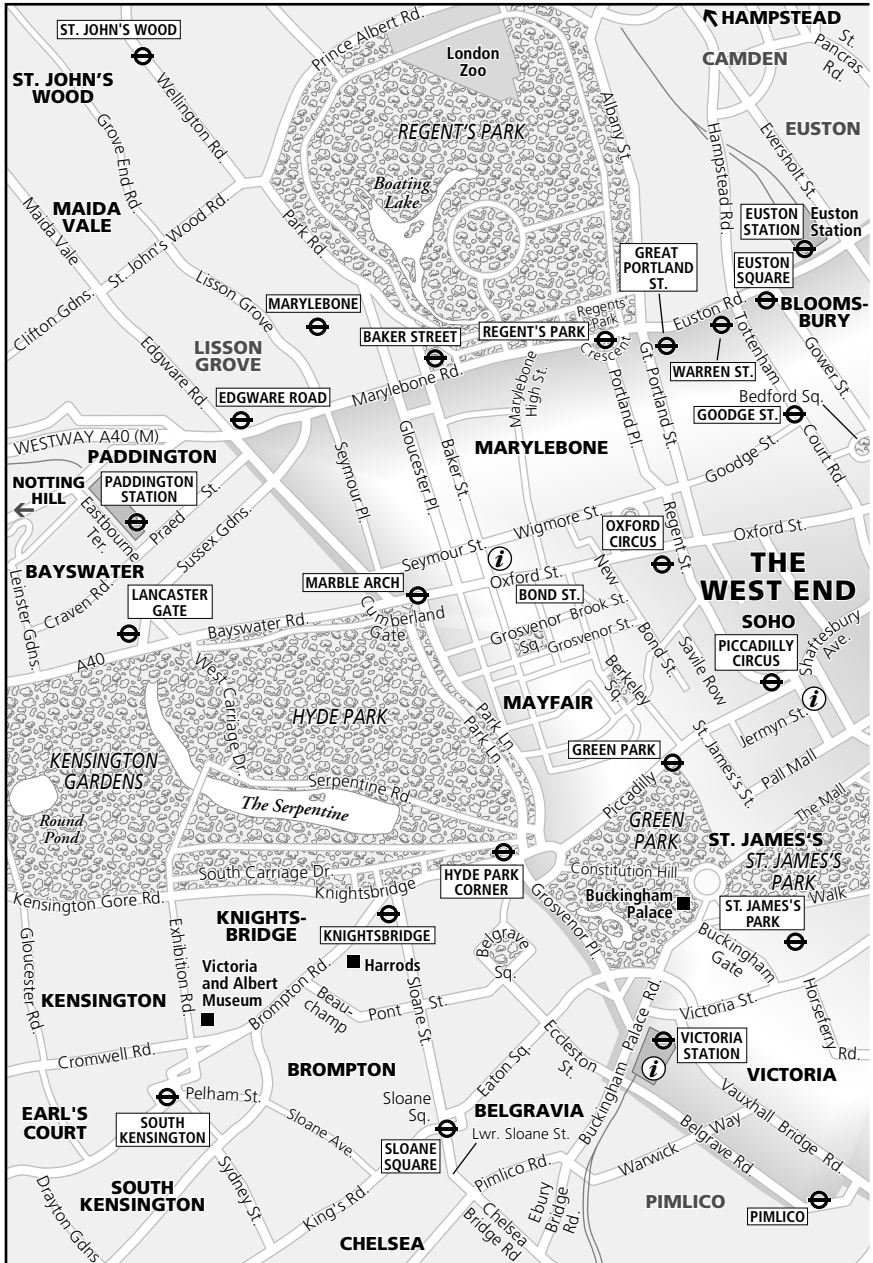 HAMPSTEAD
ST. JOHN'S WOOD
Prince Albert Rd.
London
Zoo
St.
Pancras
Rd.
CAMDEN
ST. JOHN'S
WOOD
Wellington Rd
Grove End Rd.
REGENT'S PARK
Albany St.
Hampstead Rd.
Eversholt St.
EUSTON
Boating
Lake
MAIDA
VALE
Maida Vale
St. John's Wood Rd.
Park Rd.
EUSTON
STATION
Euston
Station
GREAT
PORTLAND
ST.
EUSTON
SQUARE
Clifton Gdns.
Lisson Grove
MARYLEBONE
BAKER STREET
REGENT'S PARK
Regents
Park
Crescent
Euston Rd.
BLOOMS-
BURY
LISSON
GROVE
Edgware Rd.
Marylebone Rd.
Marylebone
High St.
WARREN ST.
Tottenham
Court Rd
Gower St.
EDGWARE ROAD
Bedford Sq.
GOODGE ST.
Portland Pl.
Gt. Portland St.
WESTWAY A40 (M)
PADDINGTON
Seymour Pl.
Gloucester Pl.
Baker St.
MARYLEBONE
Goodge St.
NOTTING
HILL
PADDINGTON
STATION
Eastbourne
Ter.
Praed St.
Sussex Gdns.
Wigmore St.
OXFORD
CIRCUS
Regent St.
Oxford St.
Seymour St.
i
BAYSWATER
Leinster Gdns.
Craven Rd.
LANCASTER
GATE
MARBLE ARCH
Oxford St.
BOND ST.
New
Bond St.
THE
WEST END
Cumberland
Gate
Grosvenor
Sq.
Brook St.
Grosvenor St.
SOHO
PICCADILLY
CIRCUS
Shaftesbury
Ave.
Bayswater Rd.
A40
West Carriage Dr.
Savile Row
Berkeley
Sq.
i
HYDE PARK
MAYFAIR
Park Ln.
Park Ln
Jermyn St.
St. James's St.
Pall Mall
GREEN PARK
KENSINGTON
GARDENS
Serpentine Rd.
The Serpentine
Piccadilly
The Mall
Round
Pond
GREEN
PARK
ST. JAMES'S
ST. JAMES'S
PARK
South Carriage Dr.
HYDE PARK
CORNER
Constitution Hill
Kensington Gore Rd.
Knightsbridge
Buckingham
Palace
Walk
ST. JAMES'S
PARK
KNIGHTS-
BRIDGE
KNIGHTSBRIDGE
Grosvenor Pl.
Belgrave
Sq.
Buckingham
Gate
Gloucester Rd.
Exhibition Rd.
Victoria
and Albert
Museum
Harrods
Brompton Rd.
Beau-
champ
Pont St.
Sloane St.
KENSINGTON
Horseferry
Rd.
Victoria St.
VICTORIA
STATION
i
Cromwell Rd.
BROMPTON
Eaton Sq.
Eccleston
St.
Buckingham Palace Rd.
VICTORIA
Pelham St.
Sloane
Sq.
BELGRAVIA
Vauxhall Bridge Rd.
EARL'S
COURT
SOUTH
KENSINGTON
Sloane Ave.
SLOANE
SQUARE
Lwr. Sloane St.
Belgrave Rd.
Warwick Way
Sydney St.
Pimlico Rd.
Drayton Gdns
SOUTH
KENSINGTON
King's Rd.
Chelsea
Bridge Rd
Ebury
Bridge
Rd.
PIMLICO
PIMLICO
CHELSEA